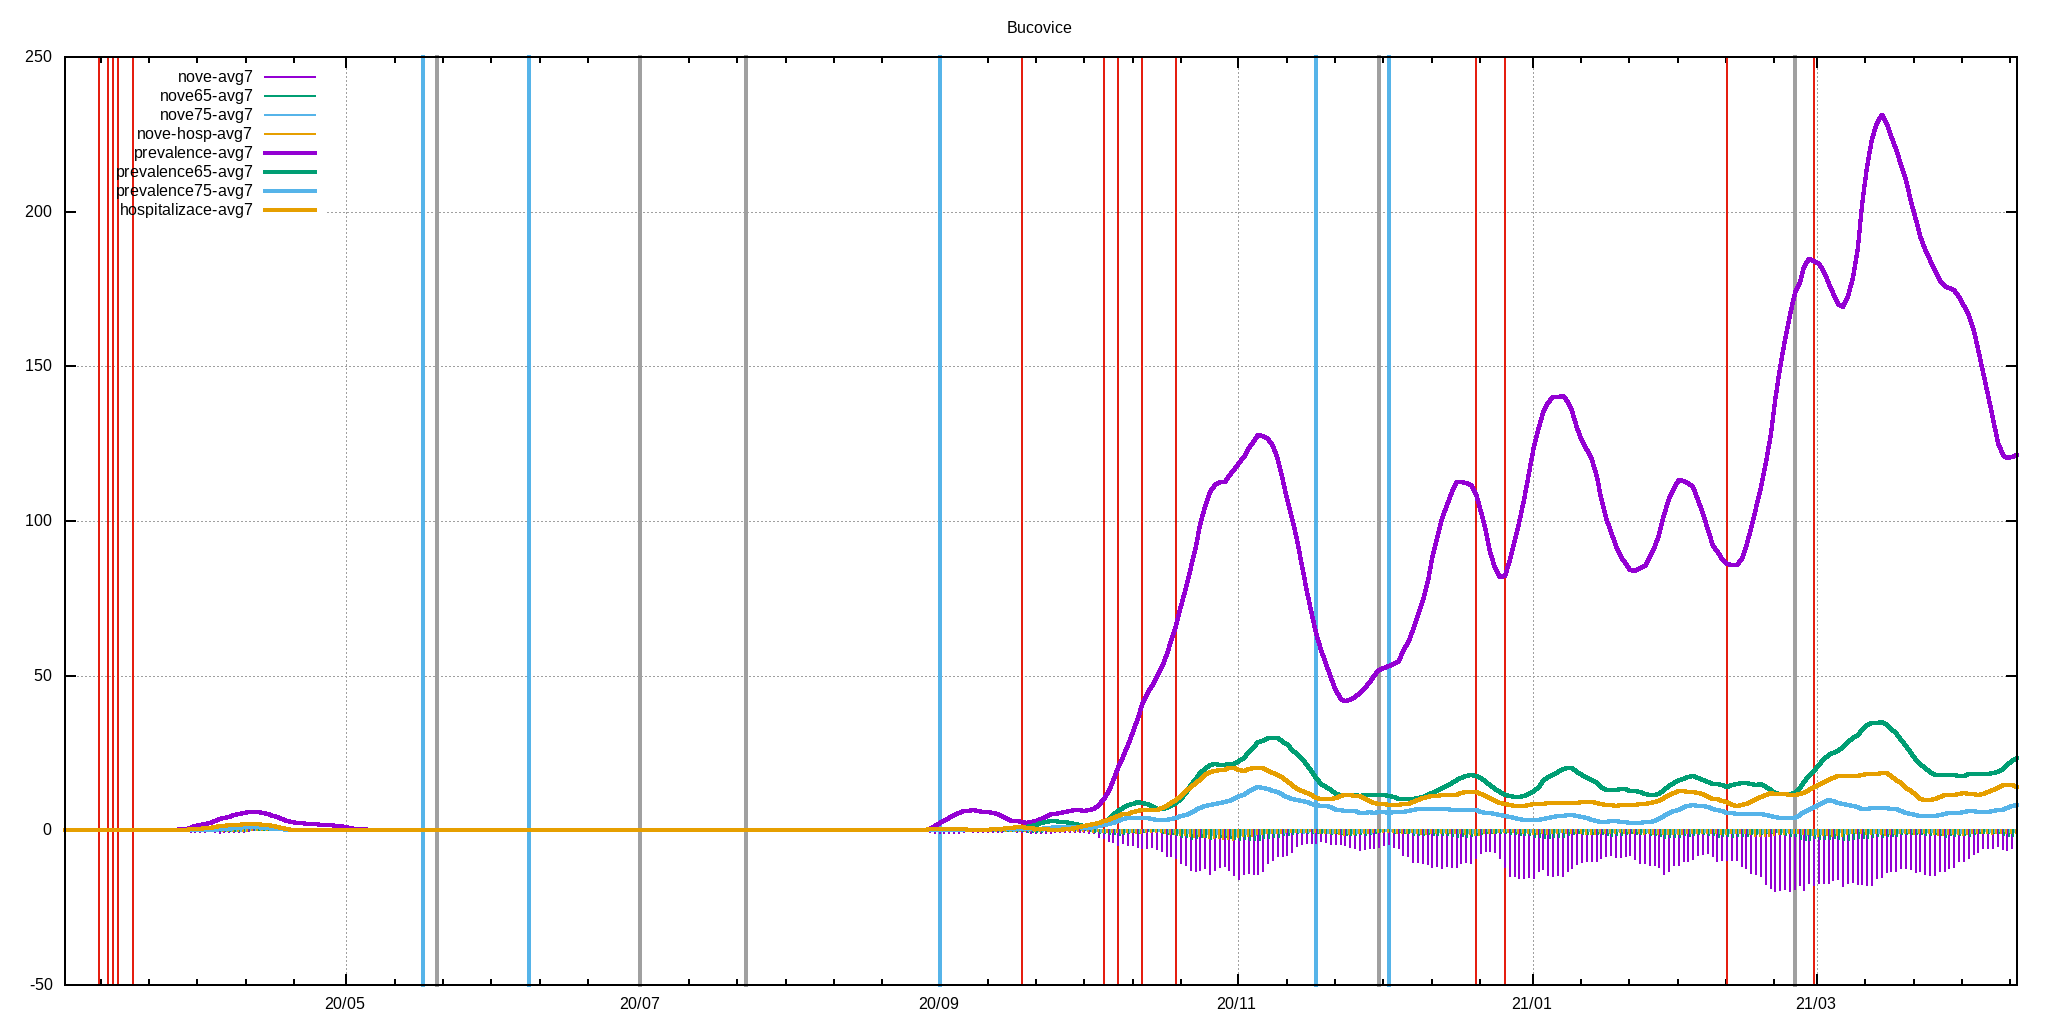 Bucovice
250
nove-avg7
nove65-avg7
nove75-avg7
nove-hosp-avg7
prevalence-avg7
prevalence65-avg7
prevalence75-avg7
hospitalizace-avg7
200
150
100
50
0
-50
20/05 20/07 20/09 20/11 21/01 21/03